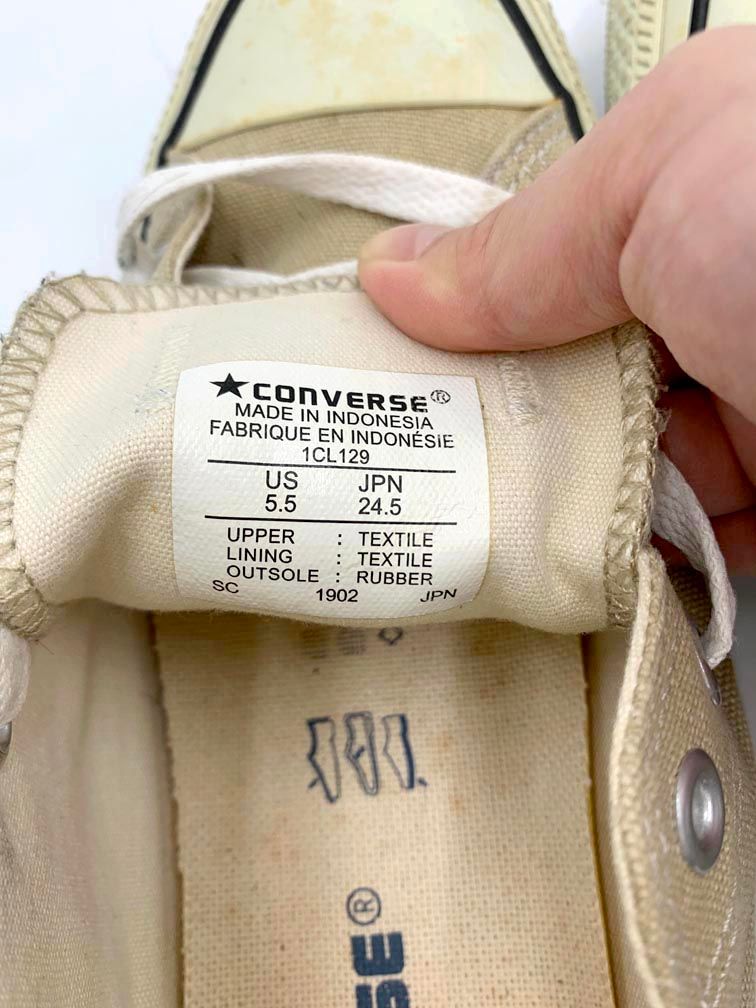 ★CONVERSE®
MADE IN INDONESIA
FABRIQUE EN INDONÉSIE
1CL129
US JPN
5.5 24.5
UPPER : TEXTILE
LINING : TEXTILE
OUTSOLE : RUBBER
SC 1902 JPN
SE®